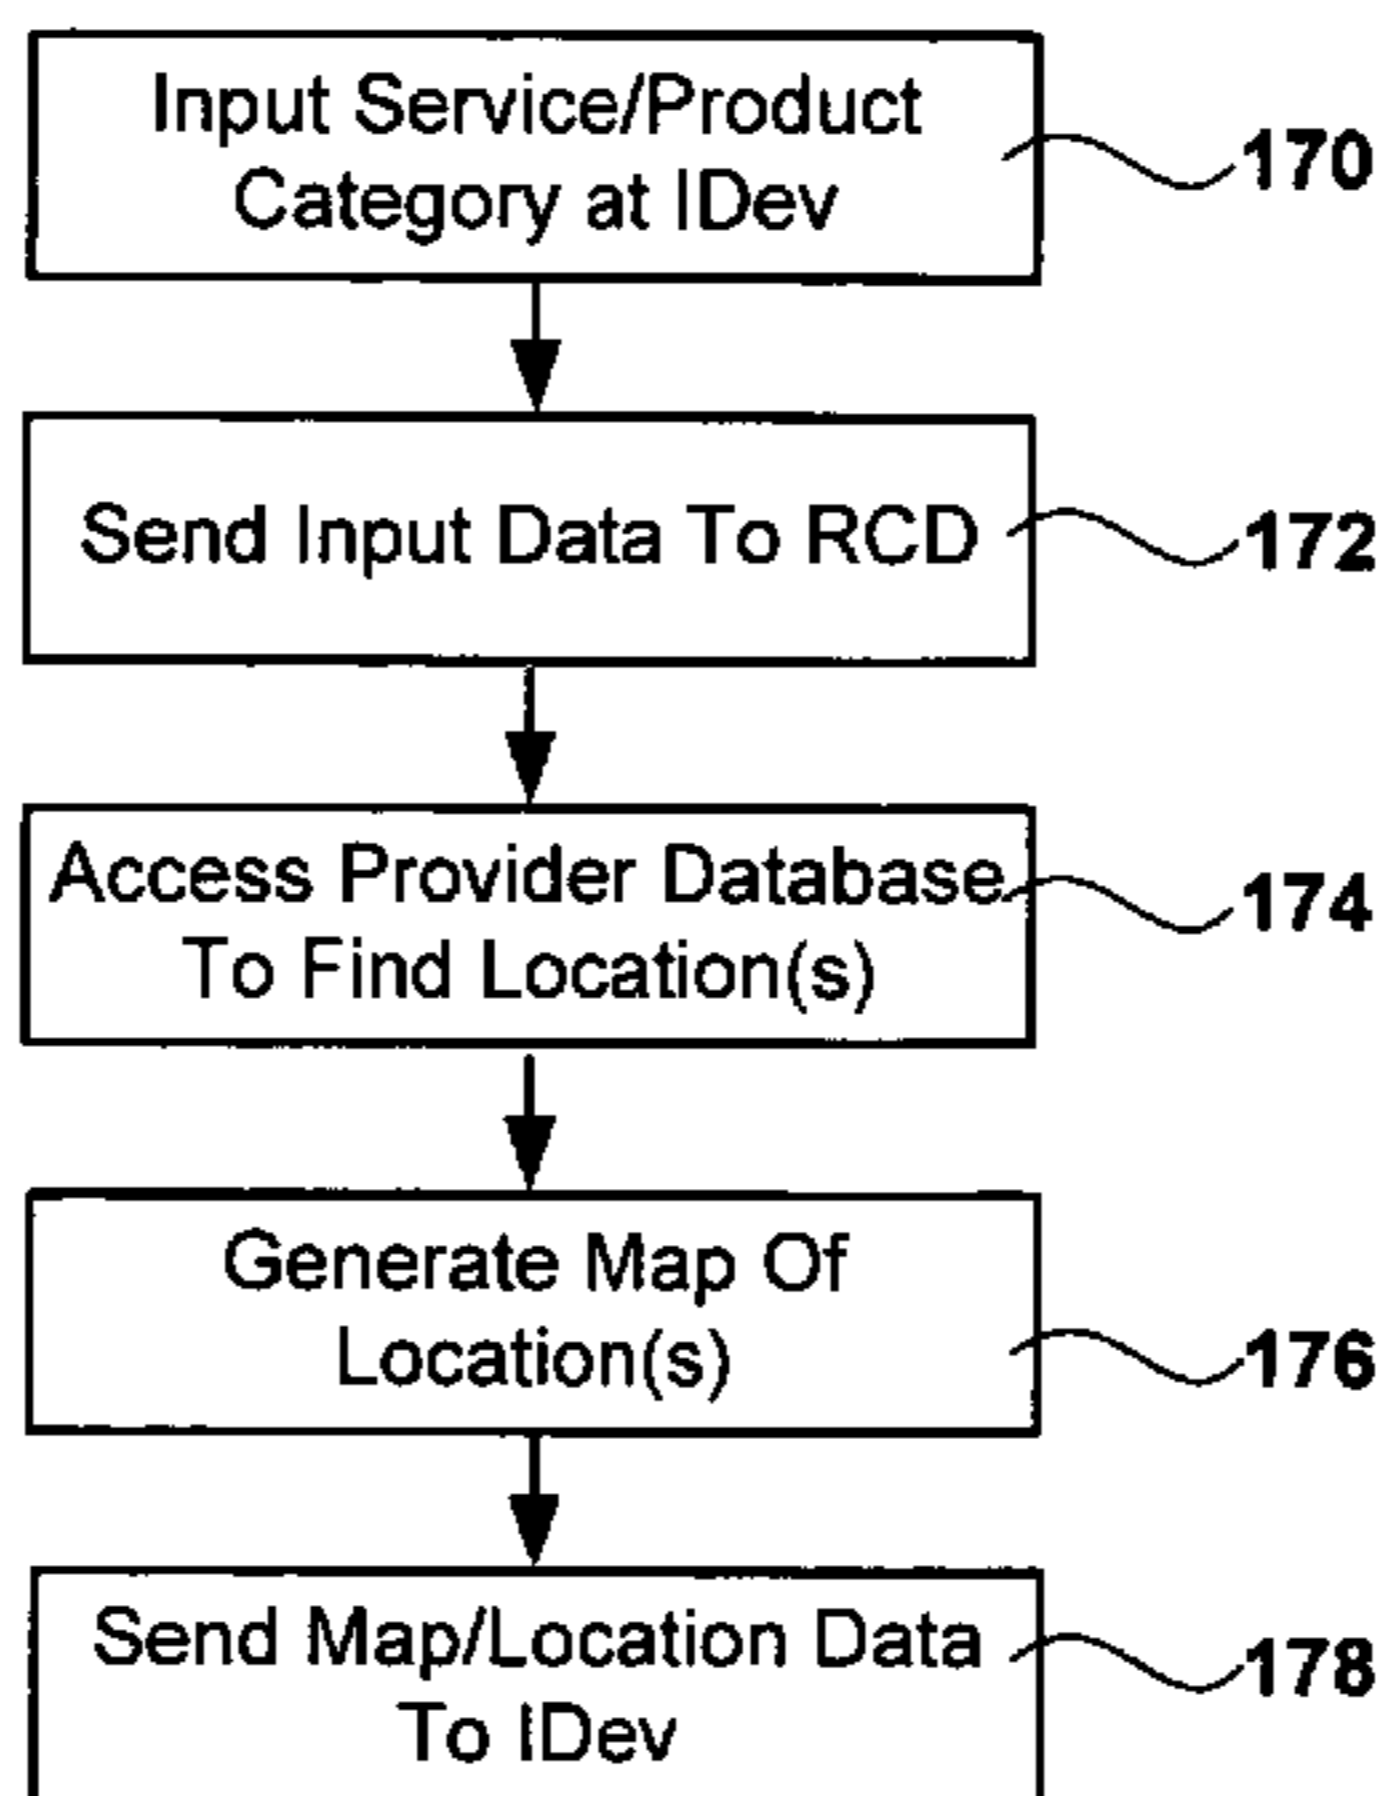 Input Service/Product
Category at IDev
170
Send Input Data To RCD
172
Access Provider Database
To Find Location(s)
174
Generate Map Of
Location(s)
176
Send Map/Location Data
To IDev
178